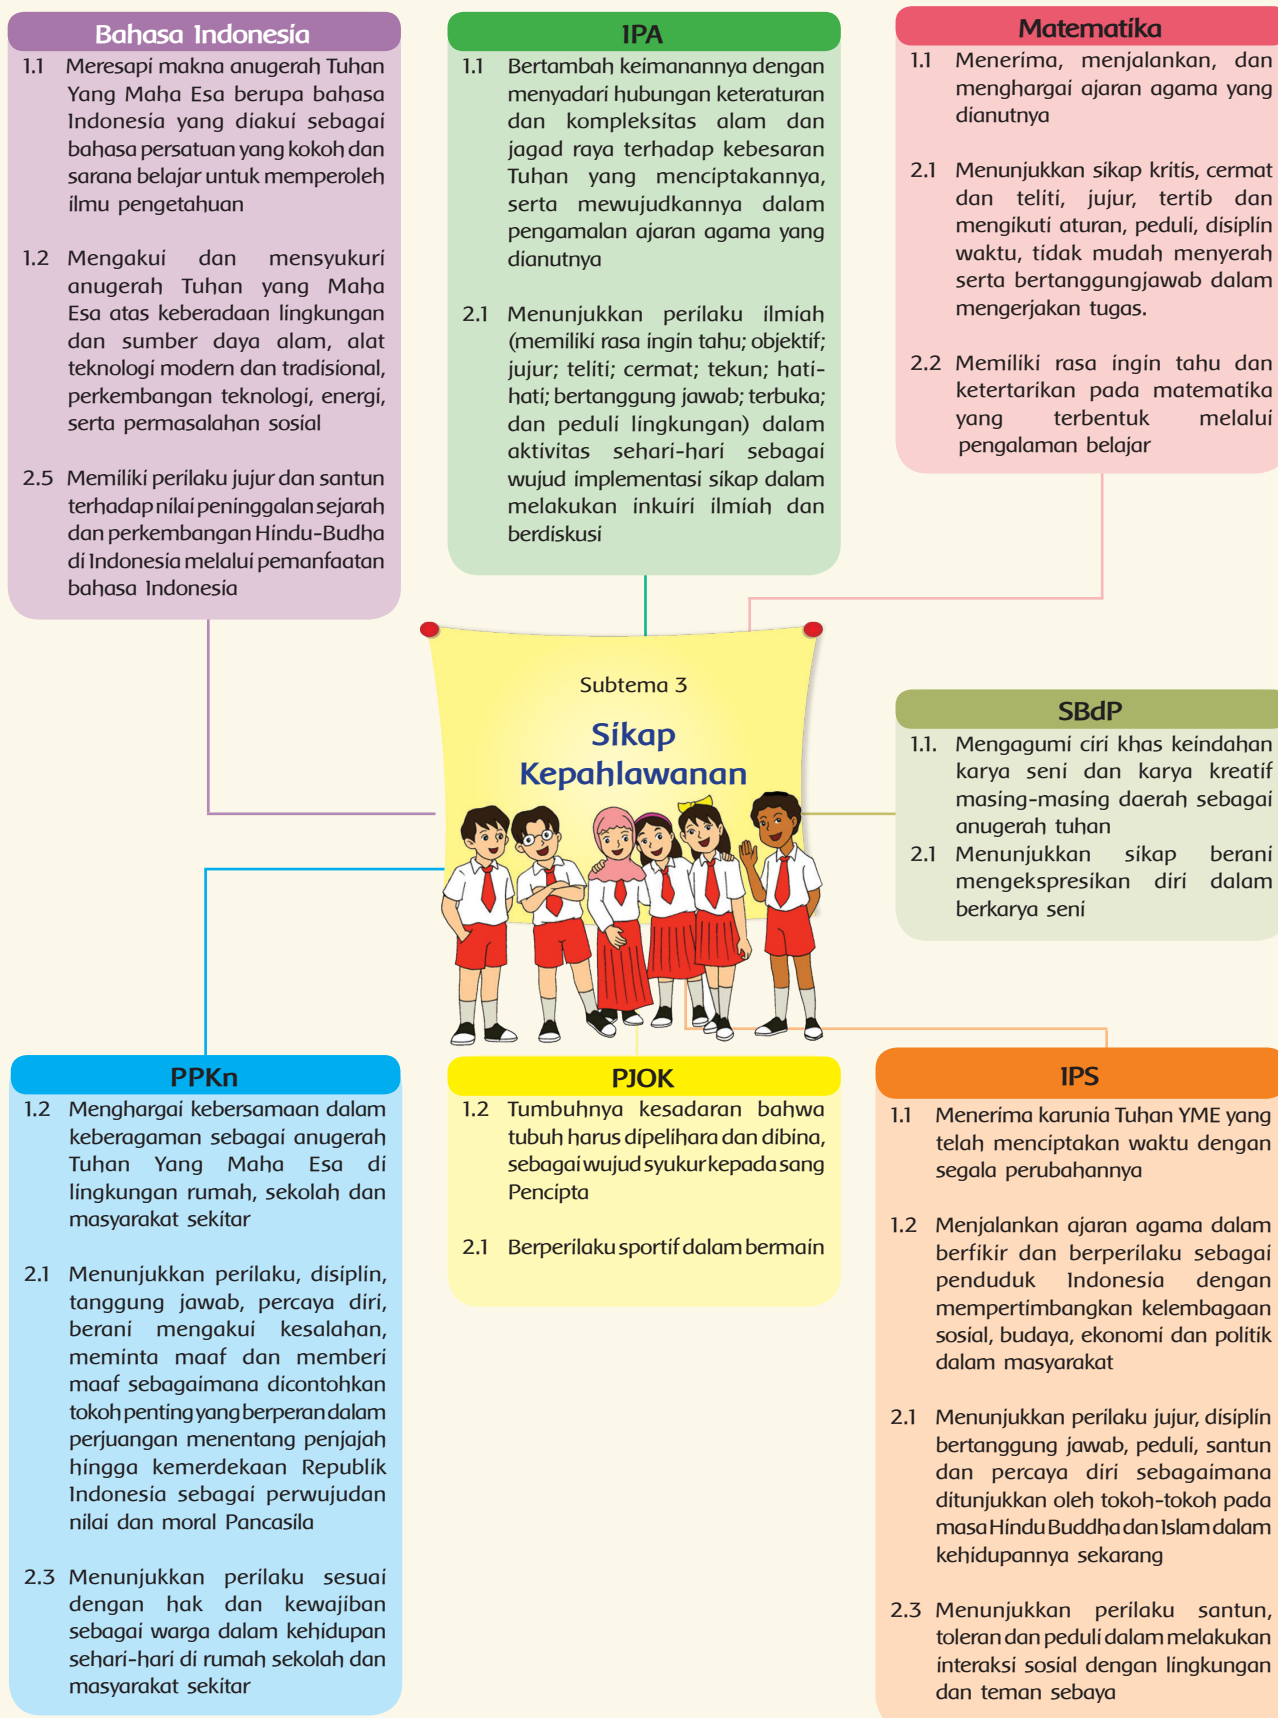 Bahasa Indonesia
1.1 Meresapi makna anugerah Tuhan
Yang Maha Esa berupa bahasa
Indonesia yang diakui sebagai
bahasa persatuan yang kokoh dan
sarana belajar untuk memperoleh
ilmu pengetahuan
1.2 Mengakui dan mensyukuri
anugerah Tuhan yang Maha
Esa atas keberadaan lingkungan
dan sumber daya alam, alat
teknologi modern dan tradisional,
perkembangan teknologi, energi,
serta permasalahan sosial
2.5 Memiliki perilaku jujur dan santun
terhadap nilai peninggalan sejarah
dan perkembangan Hindu-Budha
di Indonesia melalui pemanfaatan
bahasa Indonesia
IPA
1.1 Bertambah keimanannya dengan
menyadari hubungan keteraturan
dan kompleksitas alam dan
jagad raya terhadap kebesaran
Tuhan yang menciptakannya,
serta mewujudkannya dalam
pengamalan ajaran agama yang
dianutnya
2.1 Menunjukkan perilaku ilmiah
(memiliki rasa ingin tahu; objektif;
jujur; teliti; cermat; tekun; hati-
hati; bertanggung jawab; terbuka;
dan peduli lingkungan) dalam
aktivitas sehari-hari sebagai
wujud implementasi sikap dalam
melakukan inkuiri ilmiah dan
berdiskusi
Matematika
1.1 Menerima, menjalankan, dan
menghargai ajaran agama yang
dianutnya
2.1 Menunjukkan sikap kritis, cermat
dan teliti, jujur, tertib dan
mengikuti aturan, peduli, disiplin
waktu, tidak mudah menyerah
serta bertanggungjawab dalam
mengerjakan tugas.
2.2 Memiliki rasa ingin tahu dan
ketertarikan pada matematika
yang terbentuk melalui
pengalaman belajar
Subtema 3
Sikap
Kepahlawanan
SBdP
1.1. Mengagumi ciri khas keindahan
karya seni dan karya kreatif
masing-masing daerah sebagai
anugerah tuhan
2.1 Menunjukkan sikap berani
mengekspresikan diri dalam
berkarya seni
PPKn
1.2 Menghargai kebersamaan dalam
keberagaman sebagai anugerah
Tuhan Yang Maha Esa di
lingkungan rumah, sekolah dan
masyarakat sekitar
2.1 Menunjukkan perilaku, disiplin,
tanggung jawab, percaya diri,
berani mengakui kesalahan,
meminta maaf dan memberi
maaf sebagaimana dicontohkan
tokoh penting yang berperan dalam
perjuangan menentang penjajah
hingga kemerdekaan Republik
Indonesia sebagai perwujudan
nilai dan moral Pancasila
2.3 Menunjukkan perilaku sesuai
dengan hak dan kewajiban
sebagai warga dalam kehidupan
sehari-hari di rumah sekolah dan
masyarakat sekitar
PJOK
1.2 Tumbuhnya kesadaran bahwa
tubuh harus dipelihara dan dibina,
sebagai wujud syukur kepada sang
Pencipta
2.1 Berperilaku sportif dalam bermain
IPS
1.1 Menerima karunia Tuhan YME yang
telah menciptakan waktu dengan
segala perubahannya
1.2 Menjalankan ajaran agama dalam
berfikir dan berperilaku sebagai
penduduk Indonesia dengan
mempertimbangkan kelembagaan
sosial, budaya, ekonomi dan politik
dalam masyarakat
2.1 Menunjukkan perilaku jujur, disiplin
bertanggung jawab, peduli, santun
dan percaya diri sebagaimana
ditunjukkan oleh tokoh-tokoh pada
masa Hindu Buddha dan Islam dalam
kehidupannya sekarang
2.3 Menunjukkan perilaku santun,
toleran dan peduli dalam melakukan
interaksi sosial dengan lingkungan
dan teman sebaya